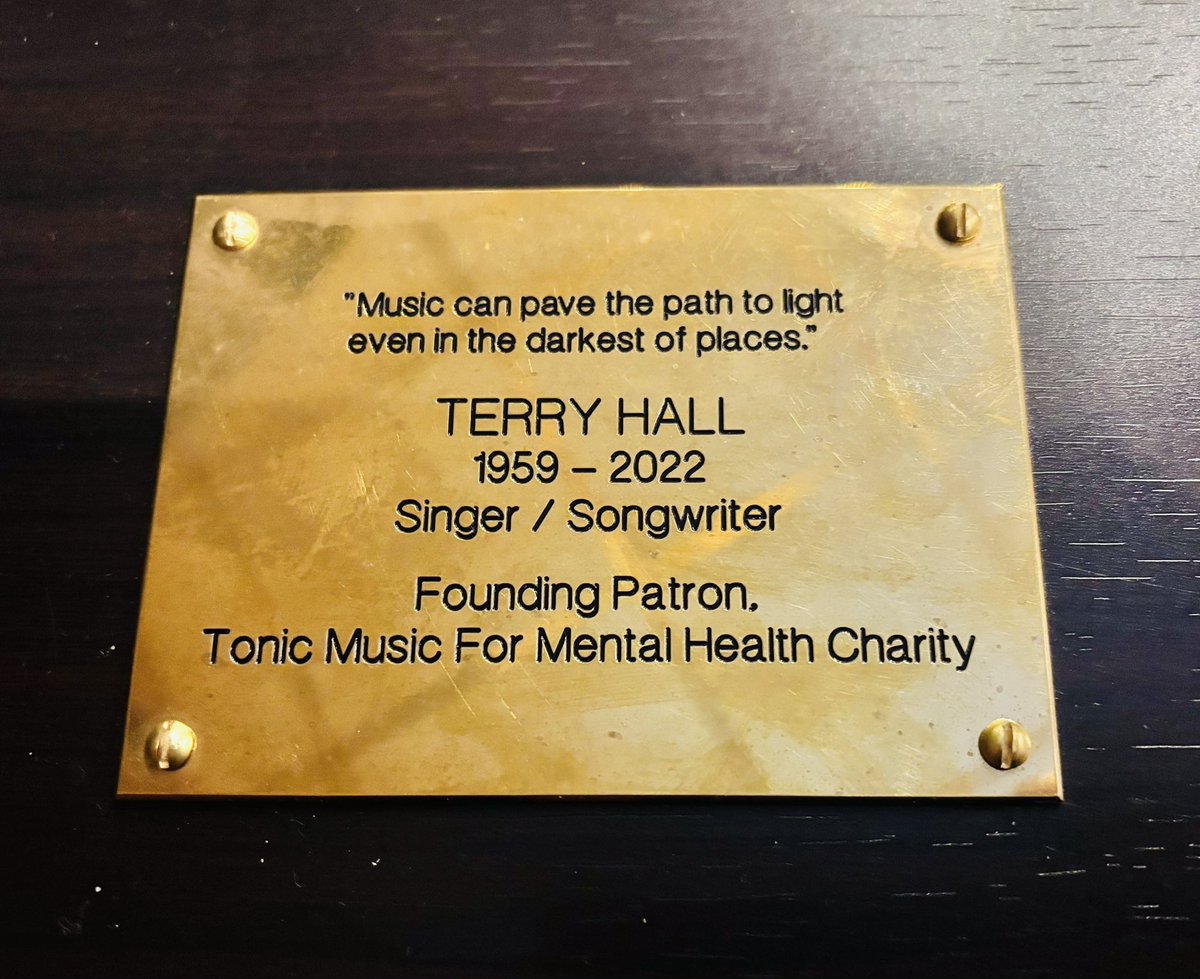 "Music can pave the path to light
even in the darkest of places."
TERRY HALL
1959 – 2022
Singer / Songwriter
Founding Patron,
Tonic Music For Mental Health Charity